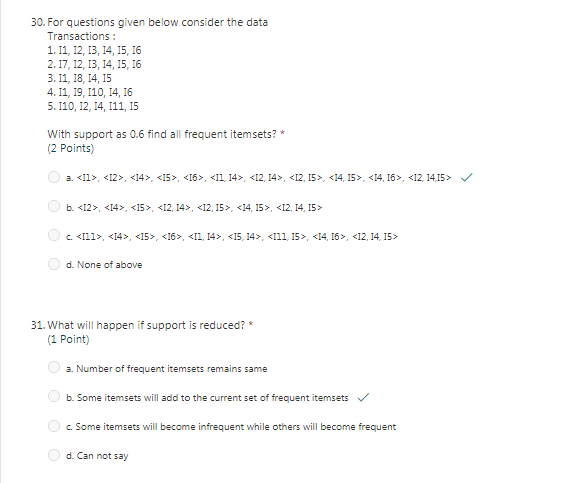 30. For questions given below consider the data
Transactions :
1. I1, I2, I3, I4, I5, I6
2. I7, I2, I3, I4, I5, I6
3. I1, I8, I4, I5
4. I1, I9, I10, I4, I6
5. I10, I2, I4, I11, I5
With support as 0.6 find all frequent itemsets? *
(2 Points)
a. <I1>, <I2>, <I4>, <I5>, <I6>, <I1, I4>, <I2, I4>, <I2, I5>, <I4, I5>, <I4, I6>, <I2, I4,I5>
b. <I2>, <I4>, <I5>, <I2, I4>, <I2, I5>, <I4, I5>, <I2, I4, I5>
c. <I11>, <I4>, <I5>, <I6>, <I1, I4>, <I5, I4>, <I11, I5>, <I4, I6>, <I2, I4, I5>
d. None of above
31. What will happen if support is reduced? *
(1 Point)
a. Number of frequent itemsets remains same
b. Some itemsets will add to the current set of frequent itemsets
c. Some itemsets will become infrequent while others will become frequent
d. Can not say